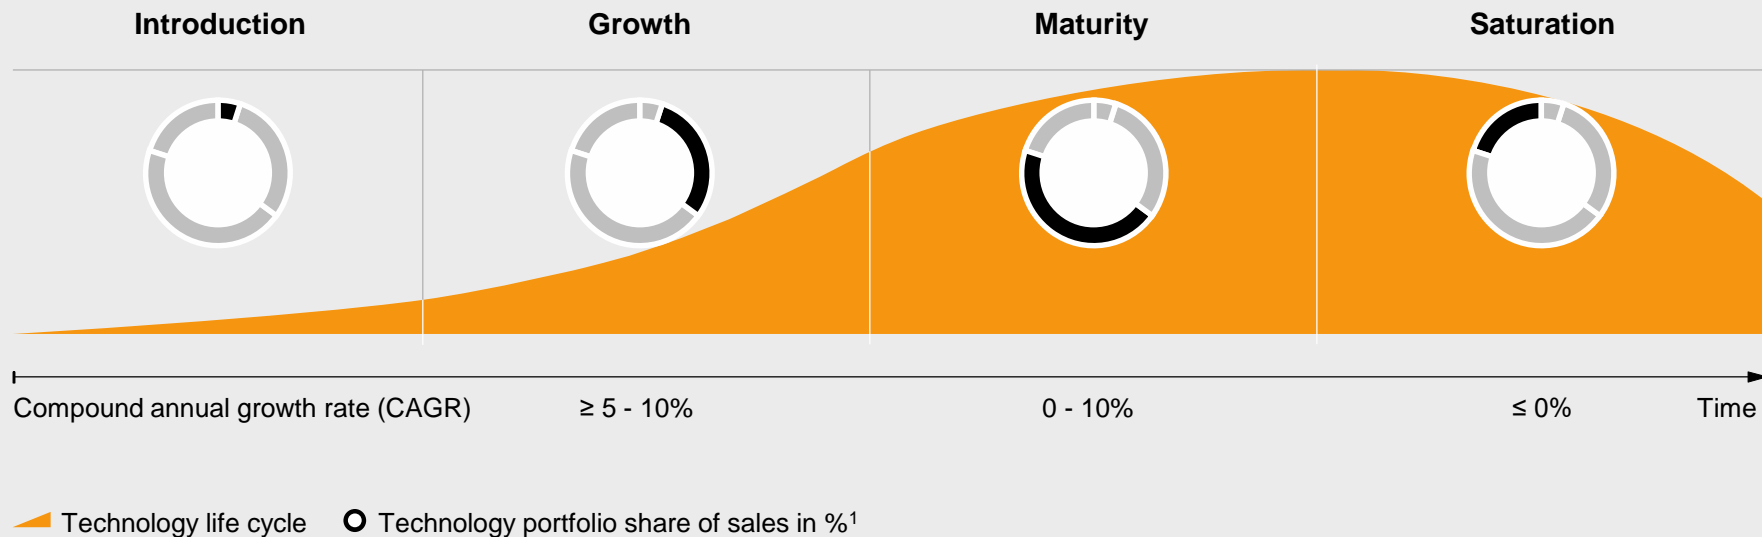 Introduction
Growth
Maturity
Saturation
Compound annual growth rate (CAGR)
≥ 5 - 10%
0 - 10%
≤ 0%
Time
Technology life cycle
Technology portfolio share of sales in %¹